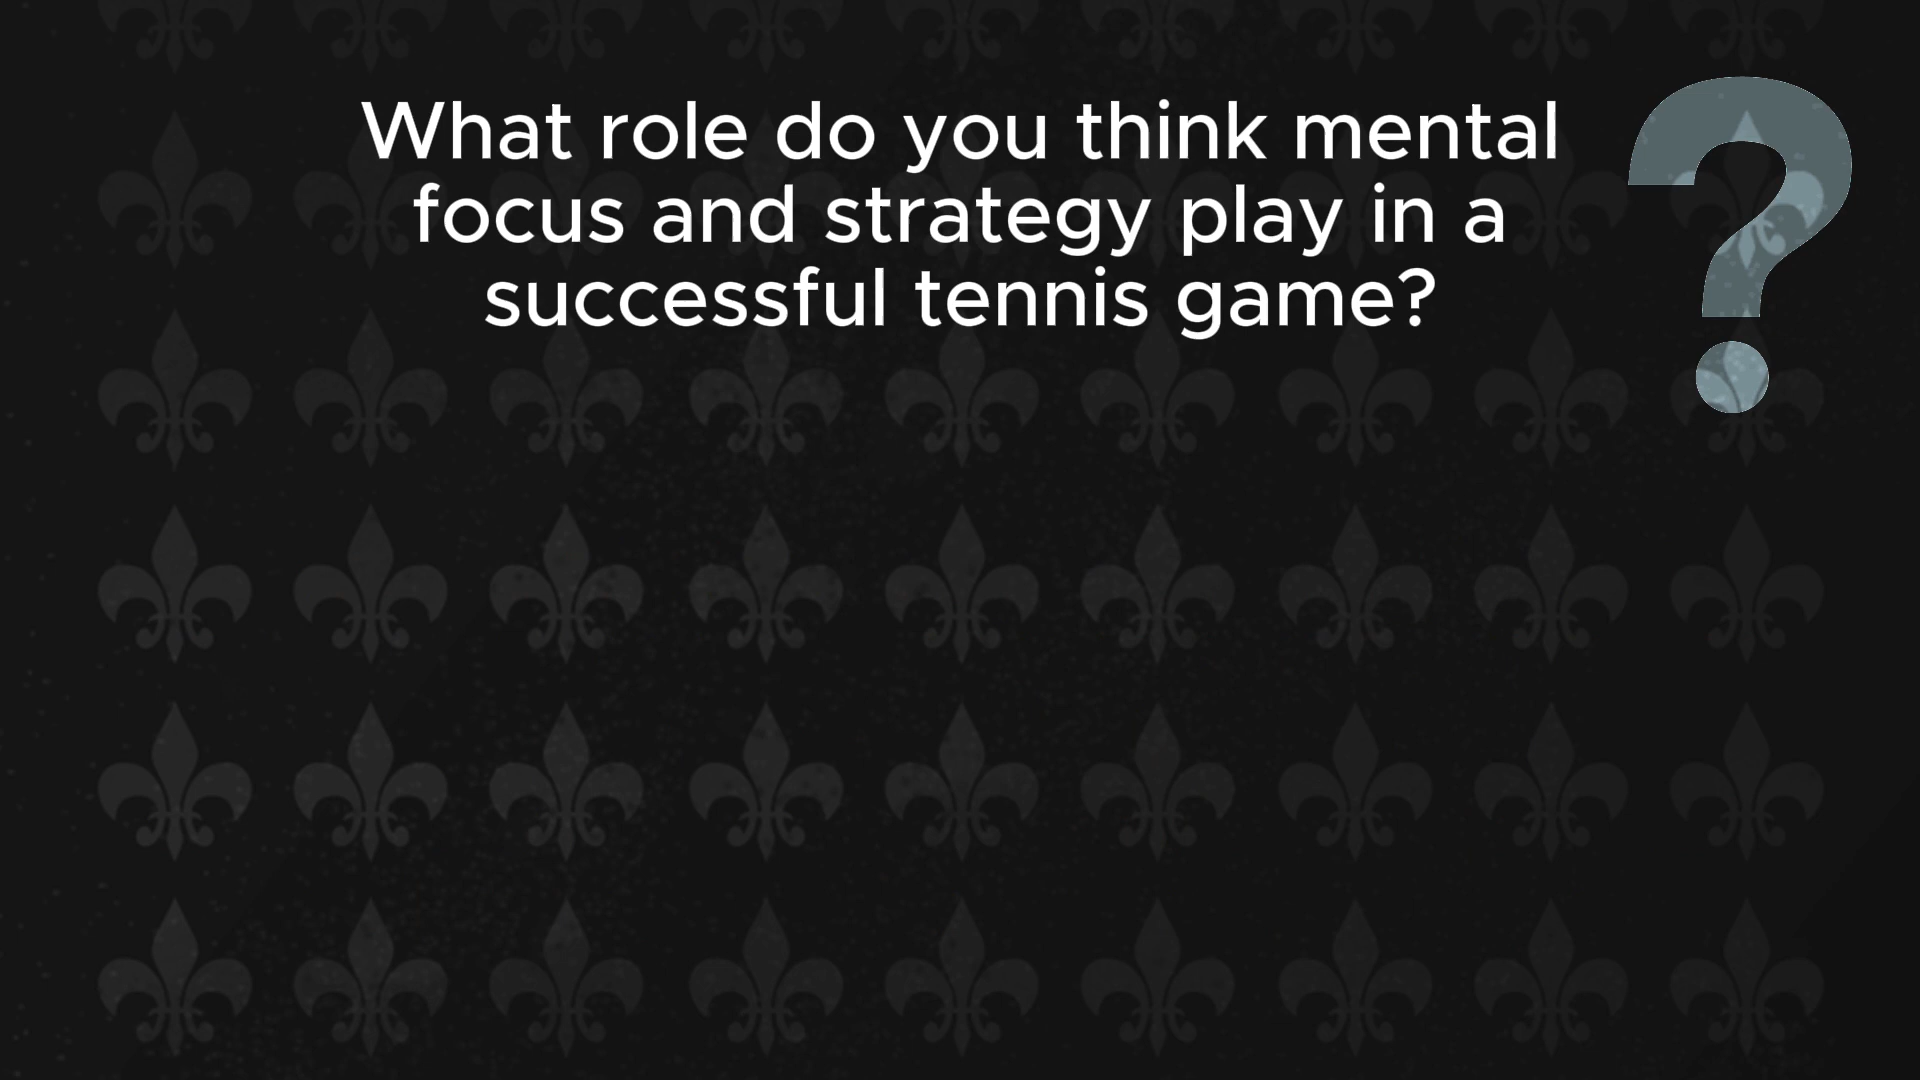 What role do you think mental
focus and strategy play in a
successful tennis game?
?